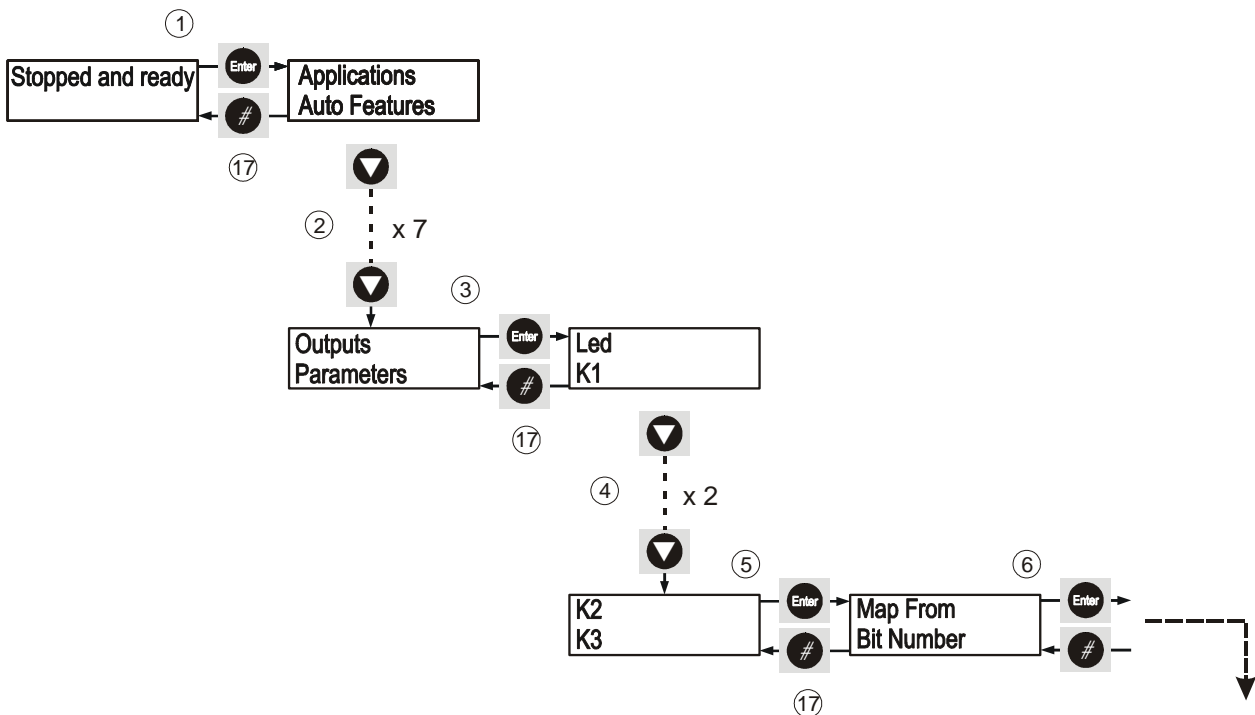 1
Stopped and ready
Enter
Applications
Auto Features
#
17
2
x 7
3
Outputs
Parameters
Enter
Led
K1
#
17
4
x 2
5
6
K2
K3
Enter
Map From
Bit Number
Enter
#
#
17